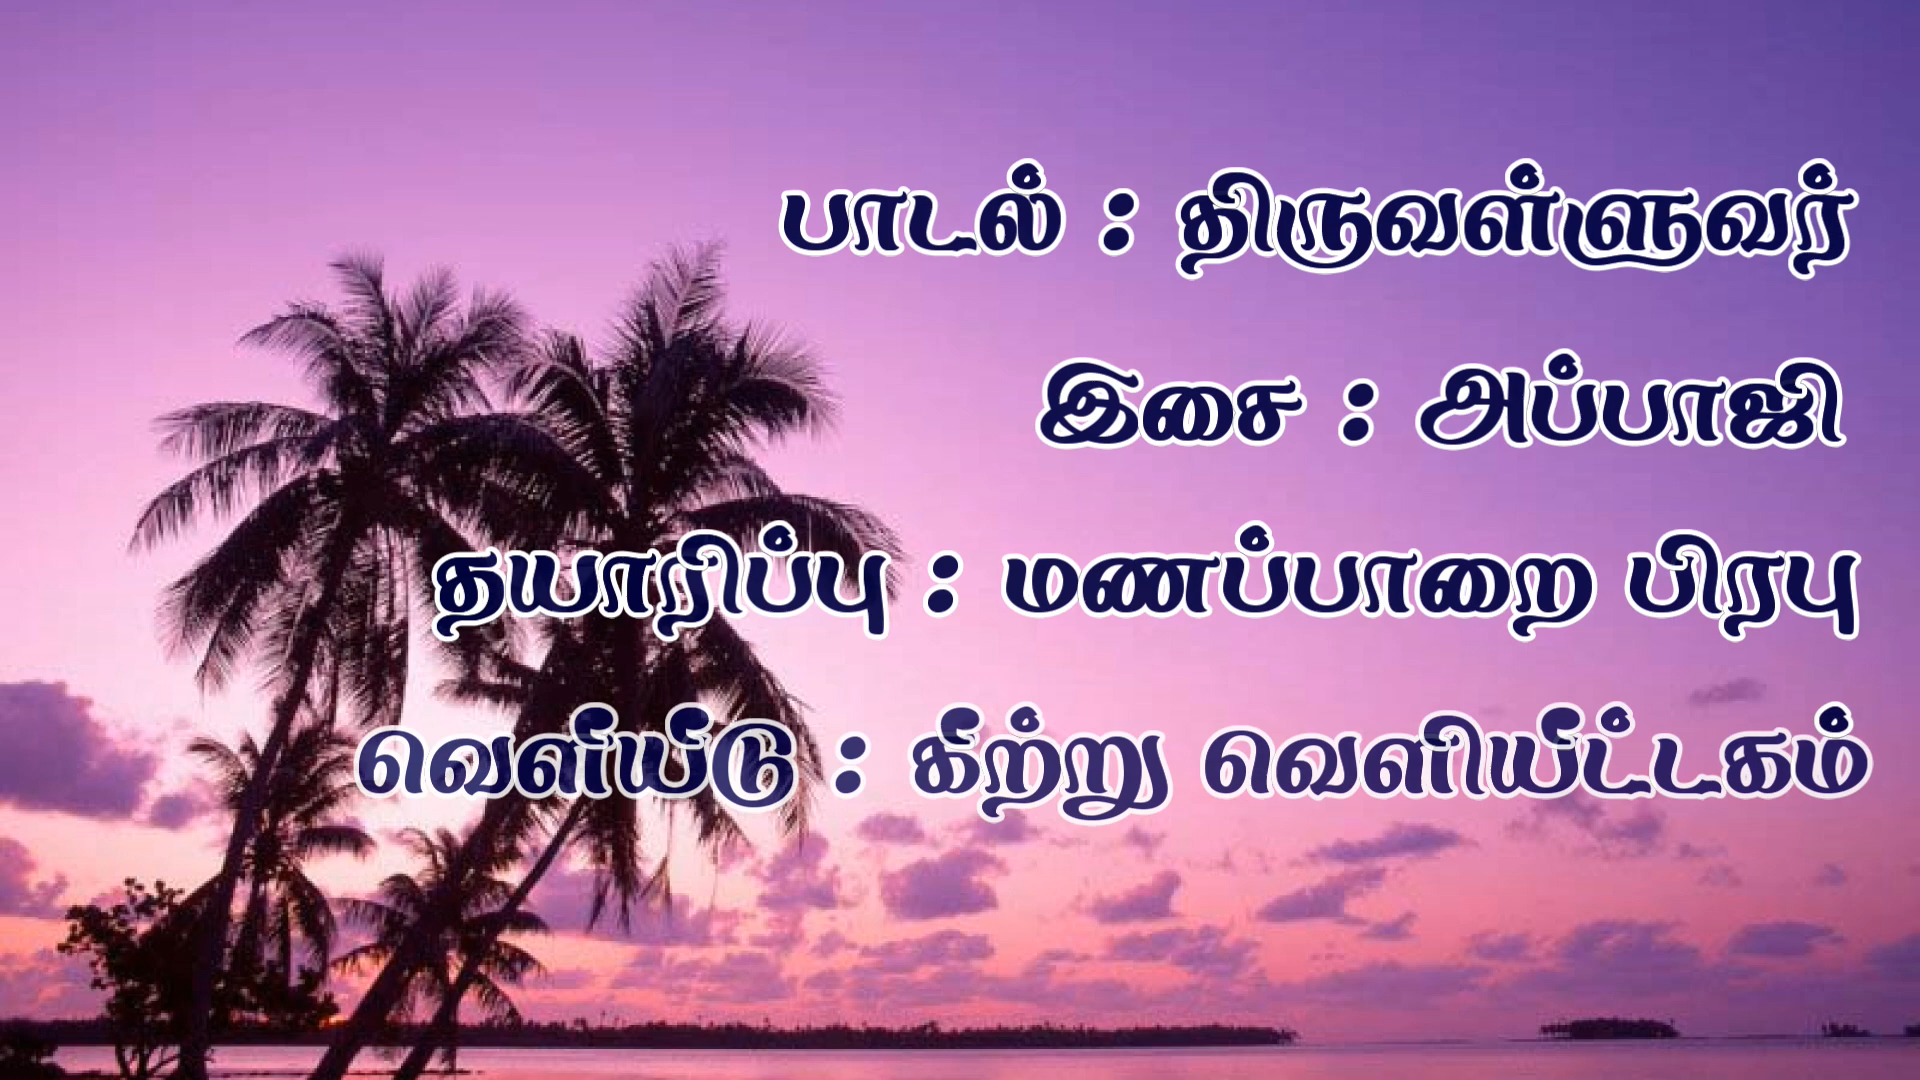 பாடல் : திருவள்ளுவர்
இசை : அப்பாஜி
தயாரிப்பு : மணப்பாறை பிரபு
வெளியீடு : கீற்று வெளியீட்டகம்